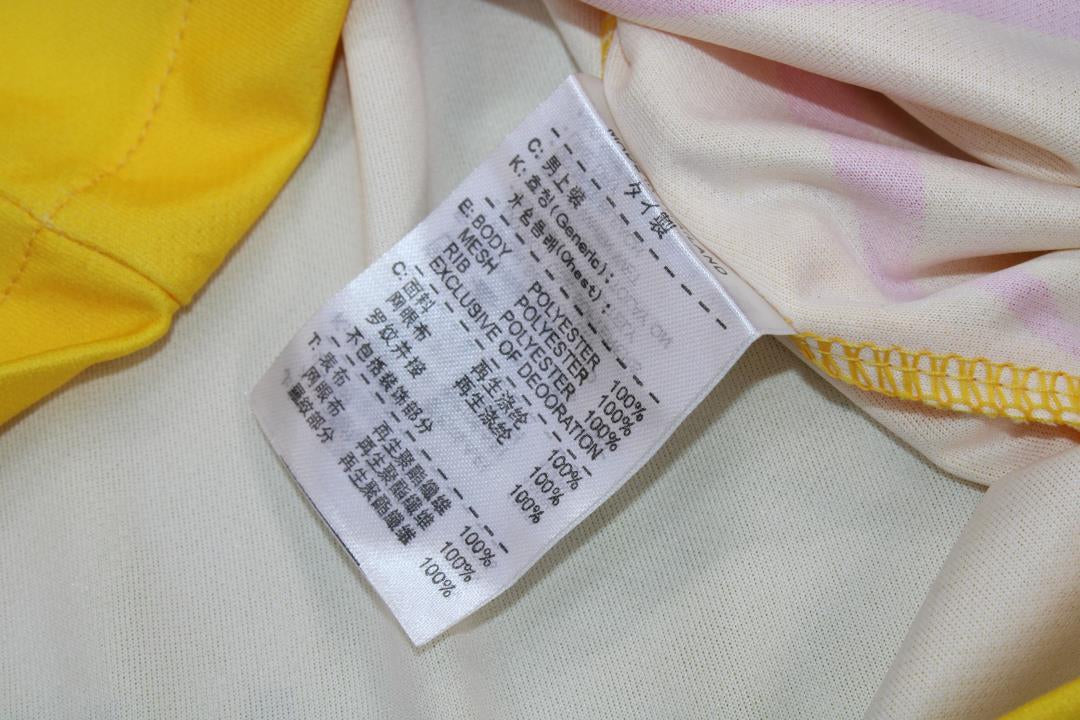 タイ製
C: 男上装
K: 호칭(Generic):
가슴둘레(Chest):
E: BODY POLYESTER 100%
MESH POLYESTER 100%
RIB POLYESTER 100%
EXCLUSIVE OF DECORATION
C: 面料 再生涤纶 100%
网眼布 再生涤纶 100%
罗纹并接 100%
不包括装饰部分
T: 表布 再生聚酯纖維 100%
網眼布 再生聚酯纖維 100%
羅紋部分 再生聚酯纖維 100%